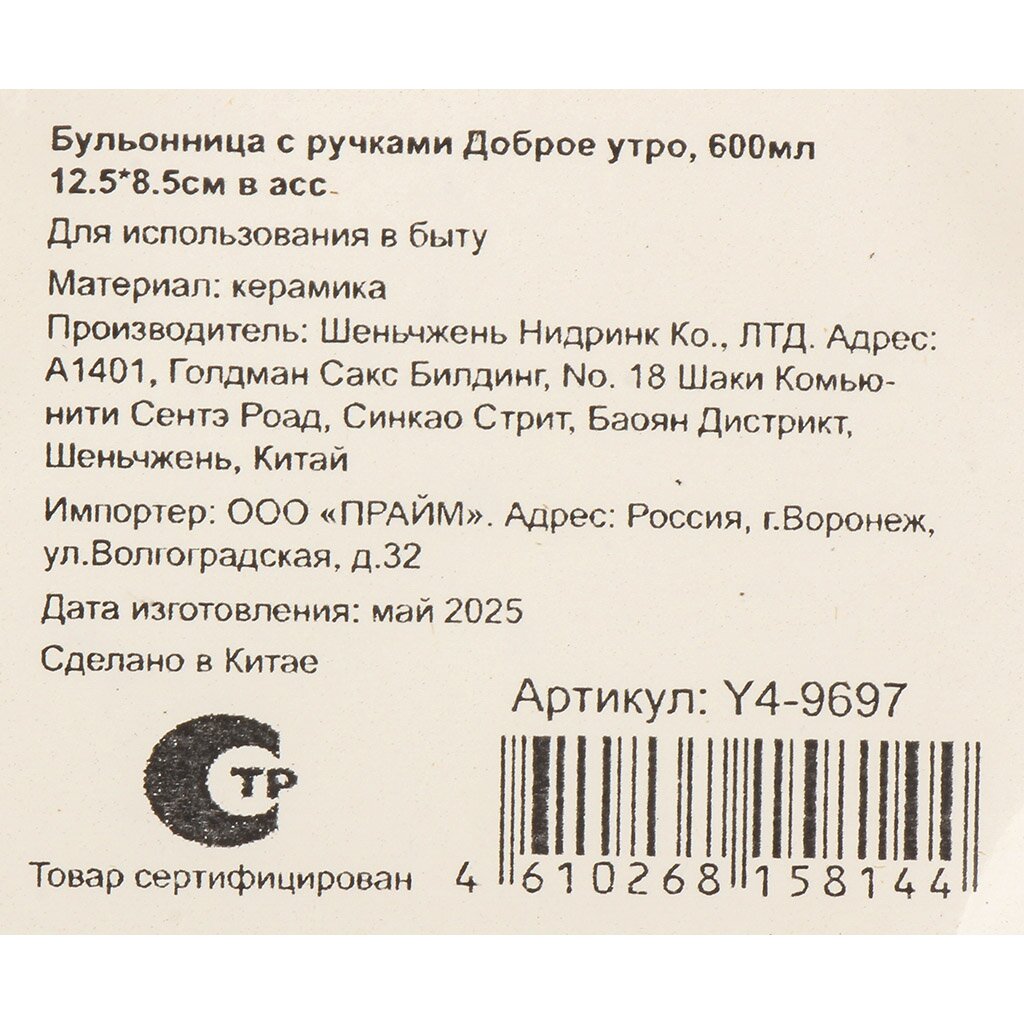 Бульонница с ручками Доброе утро, 600мл
12.5*8.5см в асс.
Для использования в быту
Материал: керамика
Производитель: Шеньчжень Нидринк Ко., ЛТД. Адрес:
А1401, Голдман Сакс Билдинг, No. 18 Шаки Комью-
нити Сентэ Роад, Синкао Стрит, Баоян Дистрикт,
Шеньчжень, Китай
Импортер: ООО «ПРАЙМ». Адрес: Россия, г.Воронеж,
ул.Волгоградская, д.32
Дата изготовления: май 2025
Сделано в Китае
Артикул: Y4-9697
СТР
Товар сертифицирован
4 610268 158144